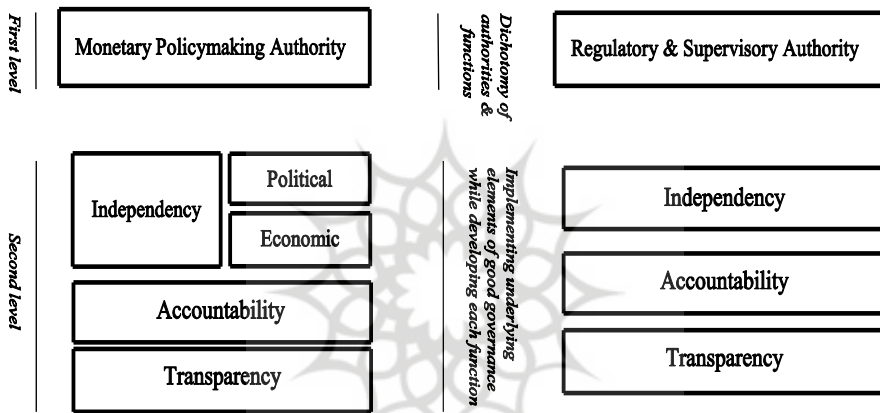 First level
Monetary Policymaking Authority
Dichotomy of
authorities &
functions
Regulatory & Supervisory Authority
Second level
Independency
Political
Economic
Accountability
Transparency
Implementing underlying
elements of good governance
while developing each function
Independency
Accountability
Transparency